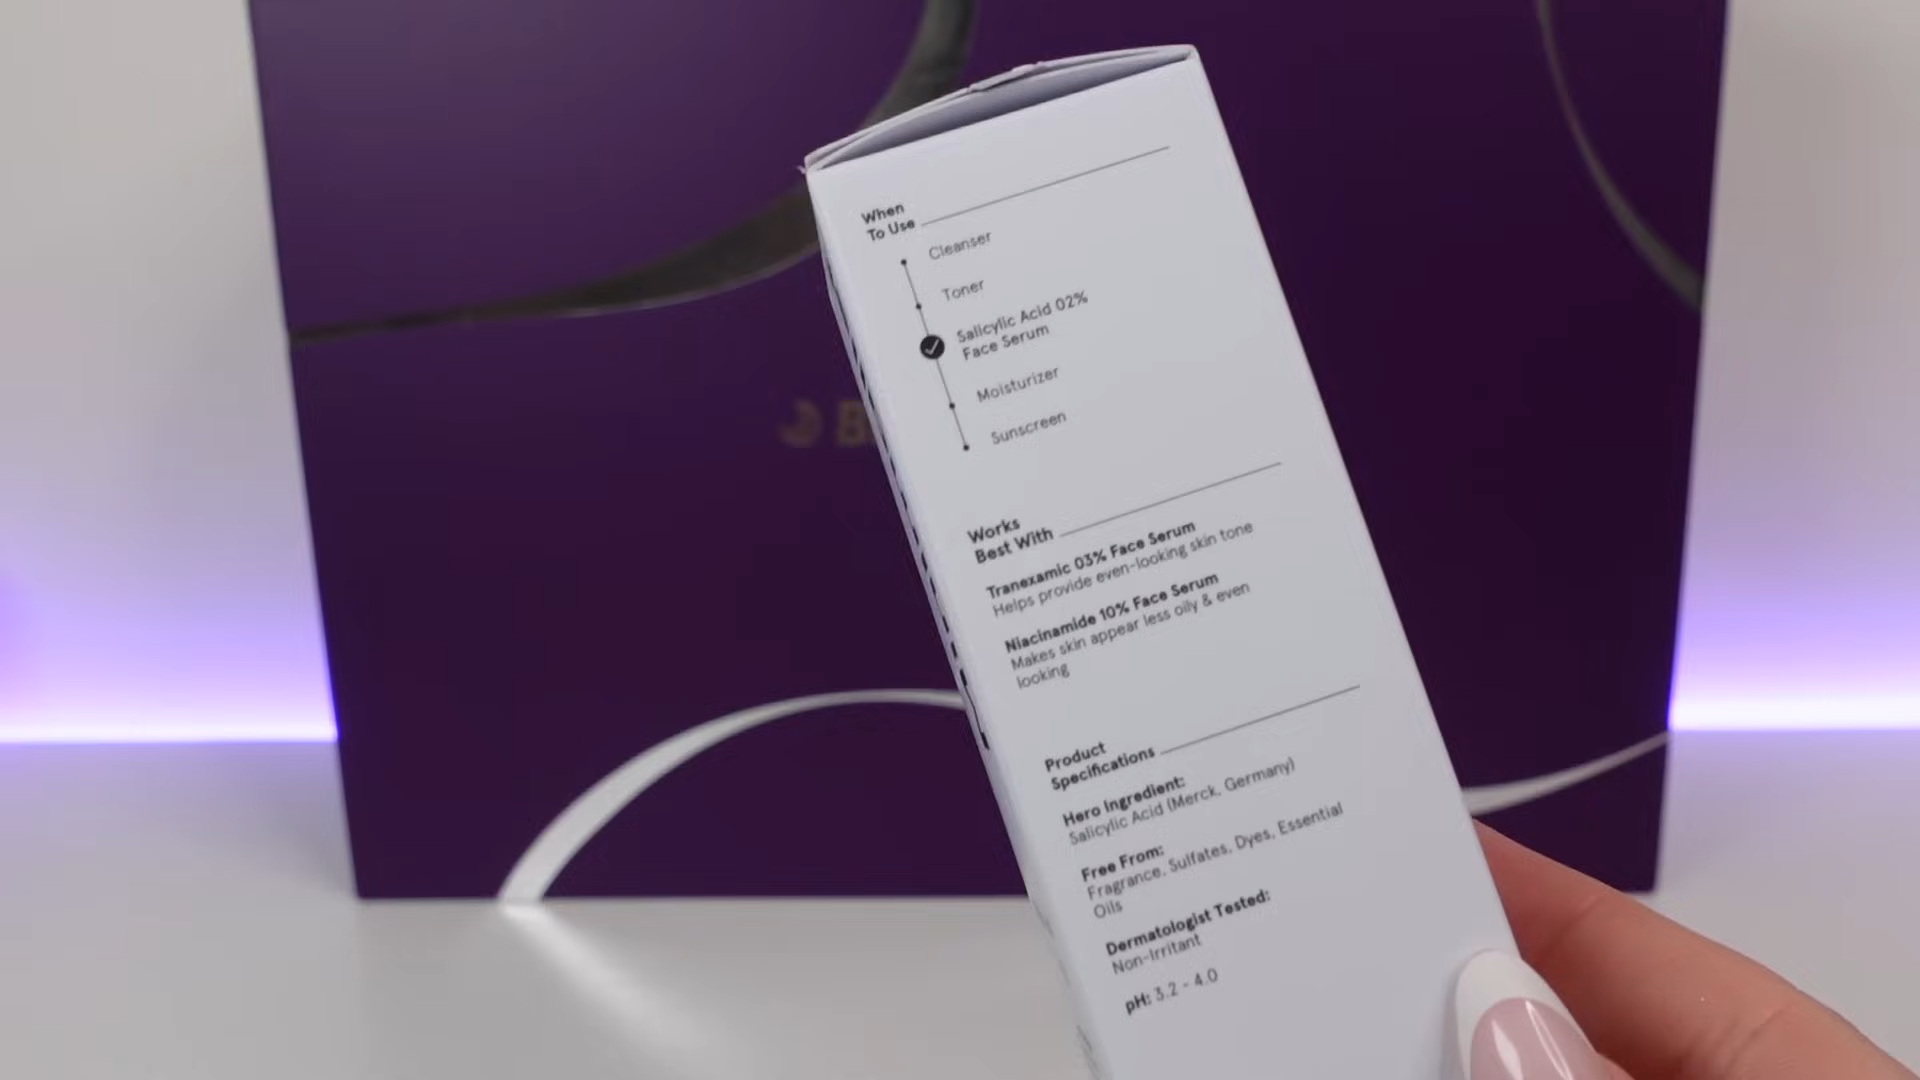 When
To Use
Cleanser
Toner
Salicylic Acid 02%
Face Serum
Moisturizer
Sunscreen
Works
Best With
Tranexamic 03% Face Serum
Helps provide even-looking skin tone
Niacinamide 10% Face Serum
Makes skin appear less oily & even
looking
Product
Specifications
Hero Ingredient:
Salicylic Acid (Merck, Germany)
Free From:
Fragrance, Sulfates, Dyes, Essential
Oils
Dermatologist Tested:
Non-Irritant
pH: 3.2 - 4.0